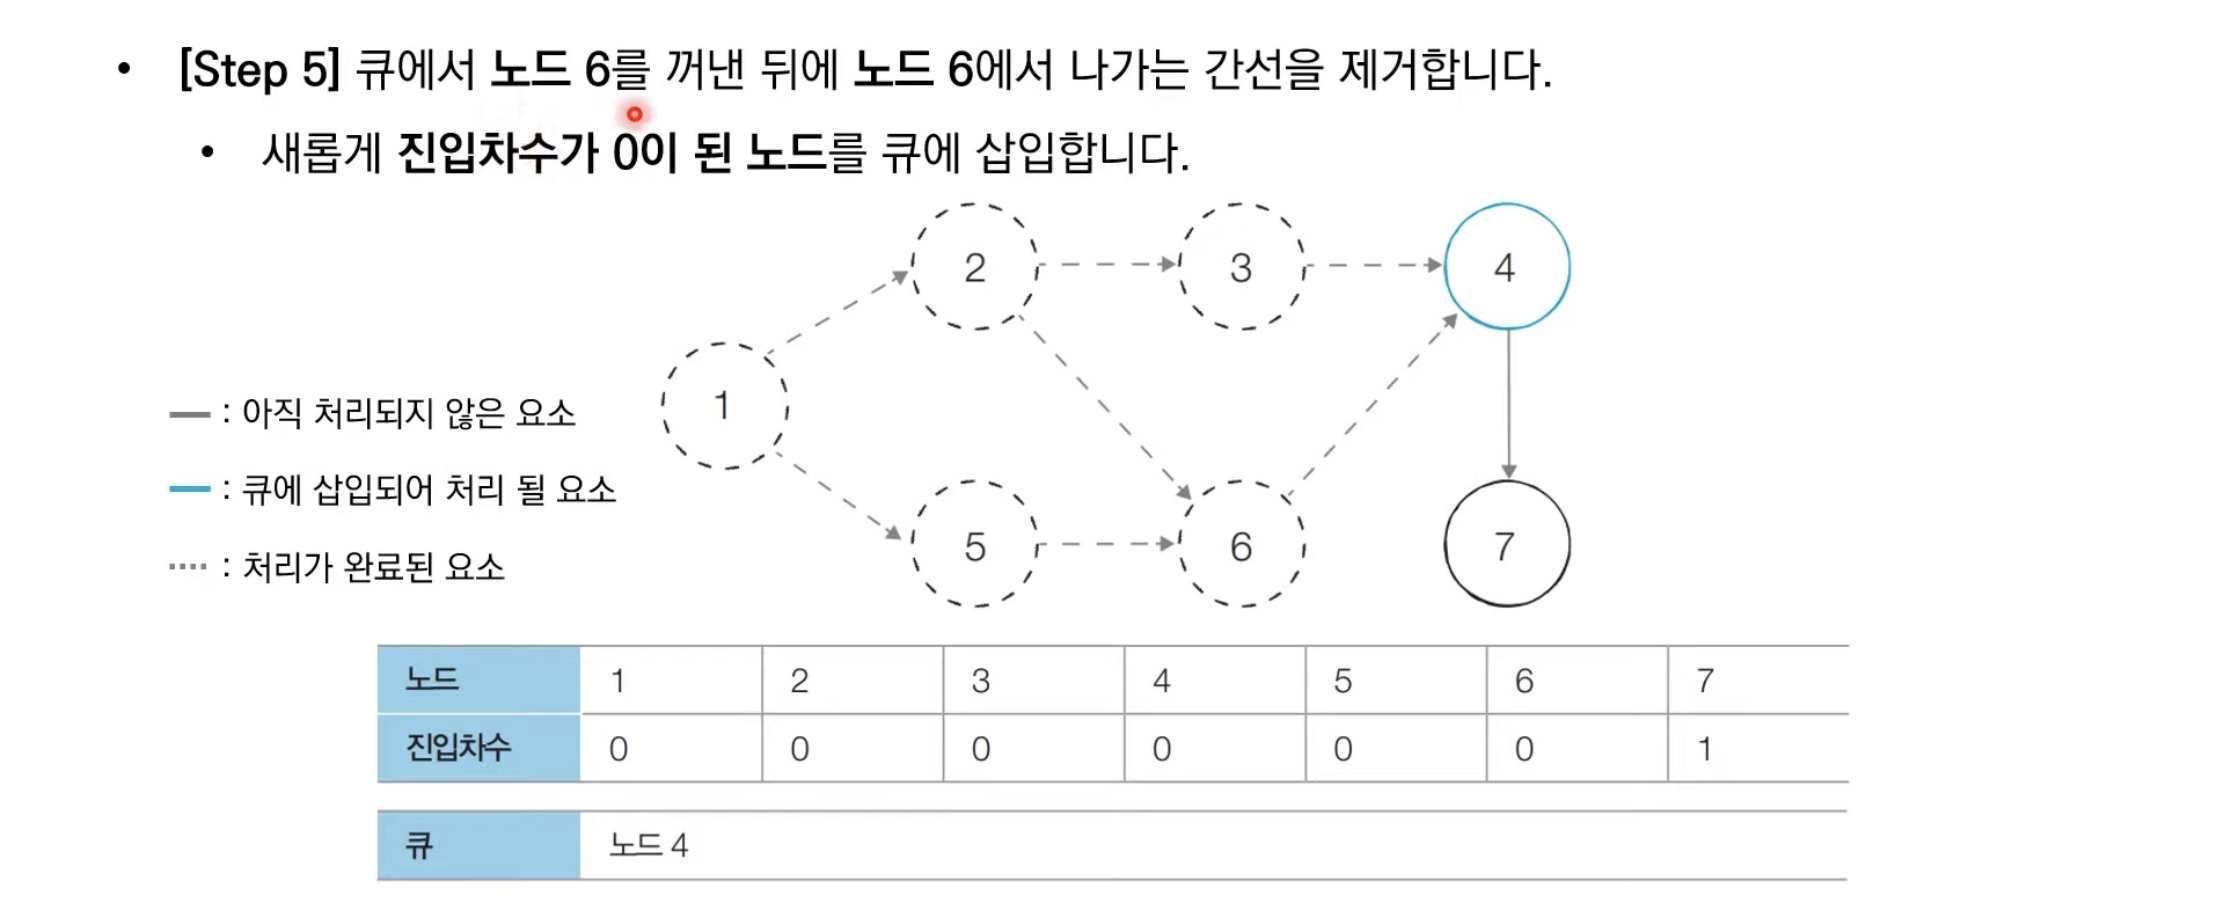 • [Step 5] 큐에서 노드 6를 꺼낸 뒤에 노드 6에서 나가는 간선을 제거합니다.
• 새롭게 진입차수가 0이 된 노드를 큐에 삽입합니다.
2 3 4
1
: 아직 처리되지 않은 요소
: 큐에 삽입되어 처리 될 요소
: 처리가 완료된 요소
5 6 7
노드 1 2 3 4 5 6 7
진입차수 0 0 0 0 0 0 1
큐 노드 4